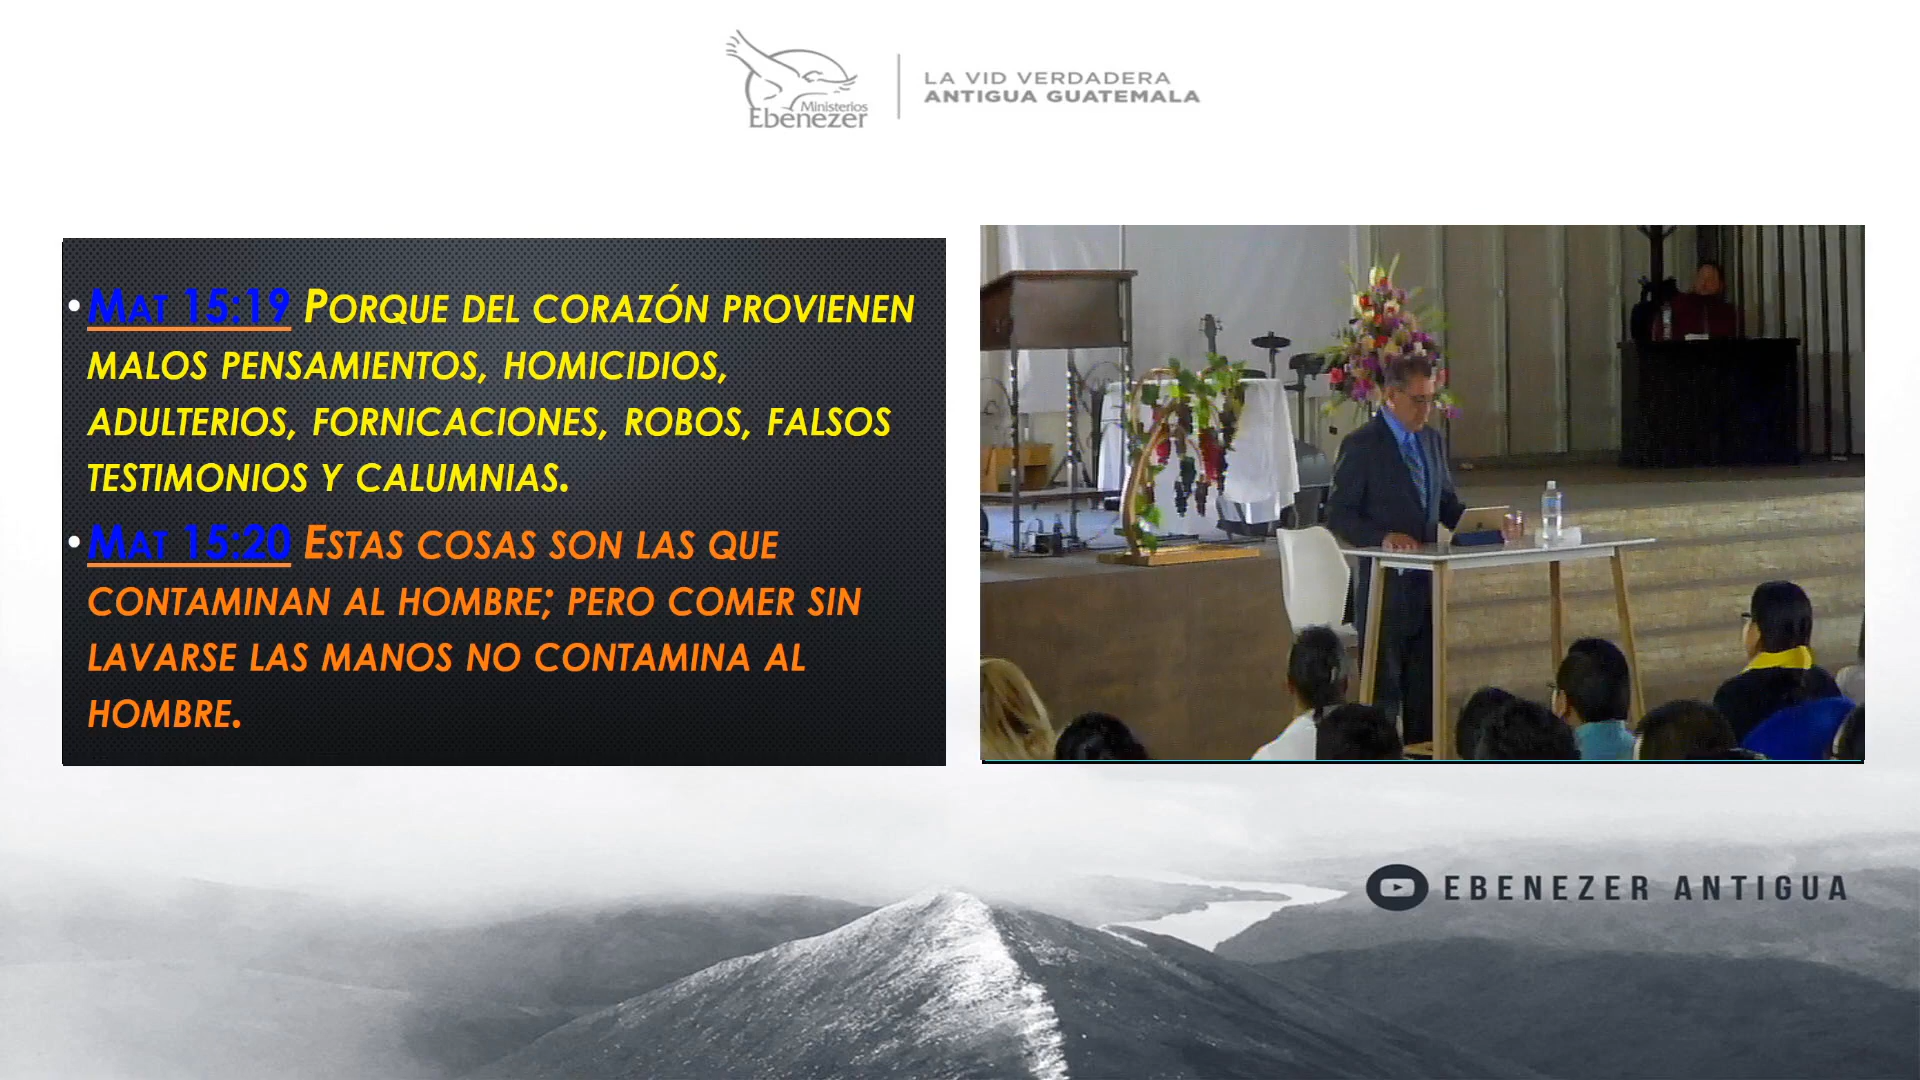 Ministerios
Ebenezer
LA VID VERDADERA
ANTIGUA GUATEMALA
• MAT 15:19 PORQUE DEL CORAZÓN PROVIENEN
MALOS PENSAMIENTOS, HOMICIDIOS,
ADULTERIOS, FORNICACIONES, ROBOS, FALSOS
TESTIMONIOS Y CALUMNIAS.
• MAT 15:20 ESTAS COSAS SON LAS QUE
CONTAMINAN AL HOMBRE; PERO COMER SIN
LAVARSE LAS MANOS NO CONTAMINA AL
HOMBRE.
EBENEZER ANTIGUA